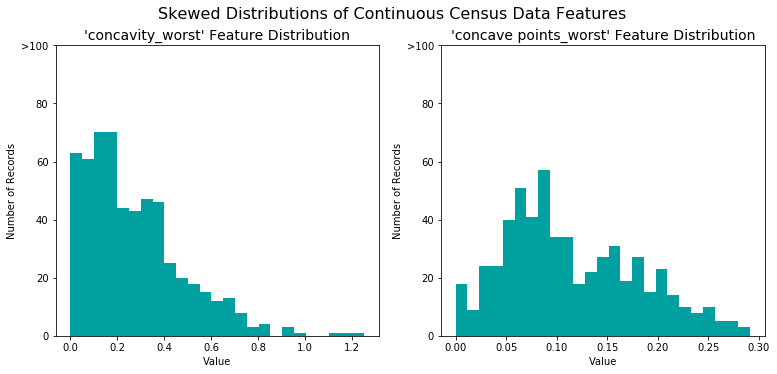 Skewed Distributions of Continuous Census Data Features
'concavity_worst' Feature Distribution
>100
80
60
40
20
0
Number of Records
0.0 0.2 0.4 0.6 0.8 1.0 1.2
Value
'concave points_worst' Feature Distribution
>100
80
60
40
20
0
Number of Records
0.00 0.05 0.10 0.15 0.20 0.25 0.30
Value